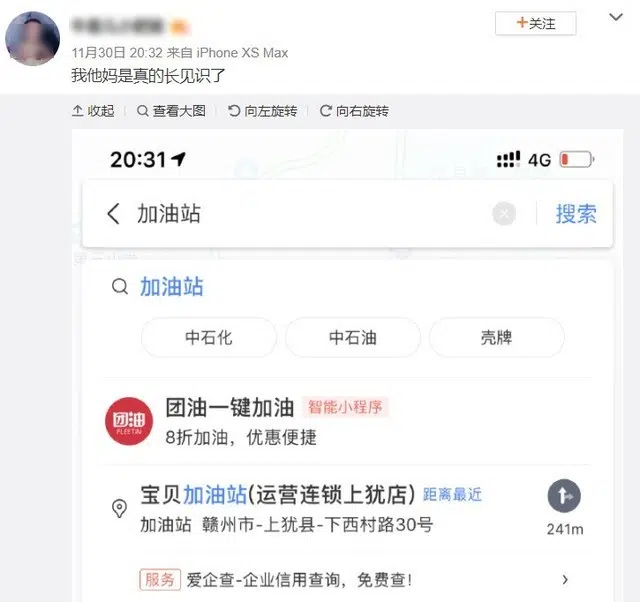 +关注
11月30日 20:32 来自 iPhone XS Max
我他妈是真的长见识了
收起 查看大图 向左旋转 向右旋转
20:31 4G
加油站 搜索
加油站
中石化 中石油 壳牌
团油
FLEETIN
团油一键加油 智能小程序
8折加油，优惠便捷
宝贝加油站(运营连锁上犹店) 距离最近
加油站 赣州市-上犹县-下西村路30号
241m
服务 爱企查-企业信用查询，免费查!